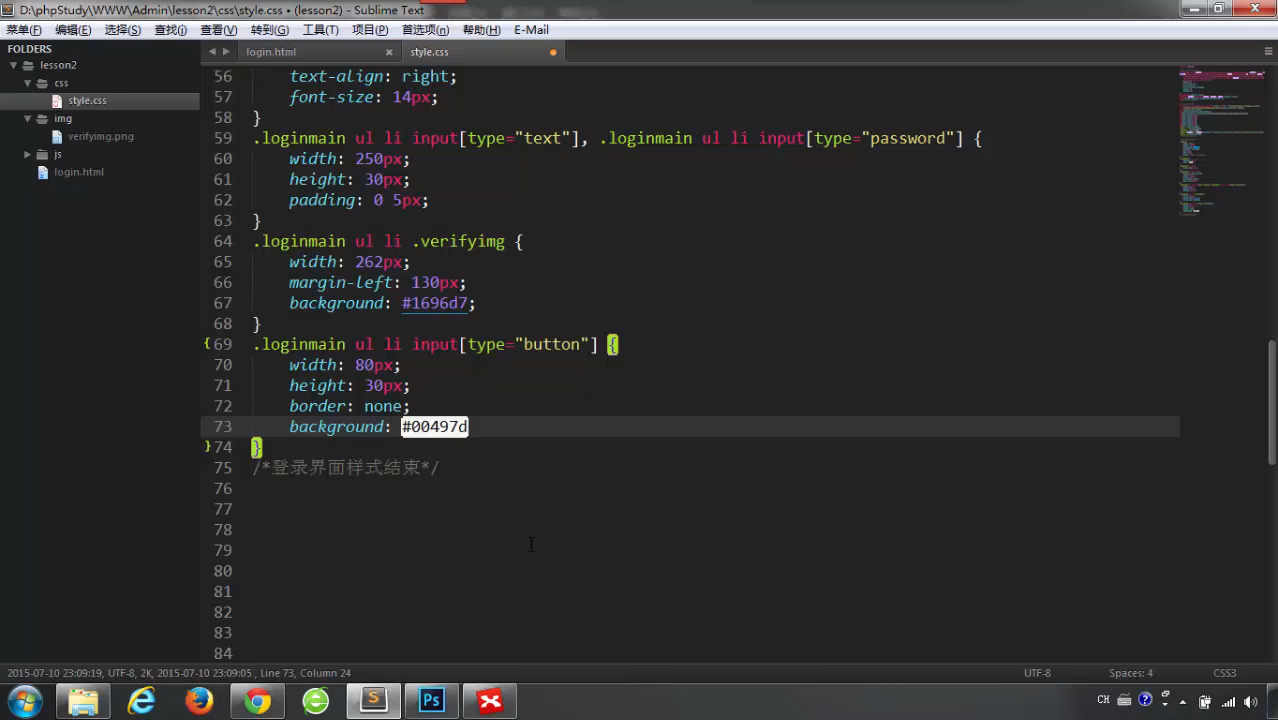 D:\phpStudy\WWW\Admin\lesson2\css\style.css • (lesson2) - Sublime Text
菜单(F) 编辑(E) 选择(S) 查找(i) 查看(V) 转到(G) 工具(T) 项目(P) 首选项(n) 帮助(H) E-Mail
FOLDERS
lesson2
css
style.css
img
verifyimg.png
js
login.html
login.html × style.css
56 text-align: right;
57 font-size: 14px;
58 }
59 .loginmain ul li input[type="text"], .loginmain ul li input[type="password"] {
60 width: 250px;
61 height: 30px;
62 padding: 0 5px;
63 }
64 .loginmain ul li .verifyimg {
65 width: 262px;
66 margin-left: 130px;
67 background: #1696d7;
68 }
{ 69 .loginmain ul li input[type="button"] {
70 width: 80px;
71 height: 30px;
72 border: none;
73 background: #00497d
} 74 }
75 /*登录界面样式结束*/
76
77
78
79
80
81
82
83
84
2015-07-10 23:09:19, UTF-8, 2K, 2015-07-10 23:09:05 , Line 73, Column 24 UTF-8 Spaces: 4 CSS3
S Ps CH ?